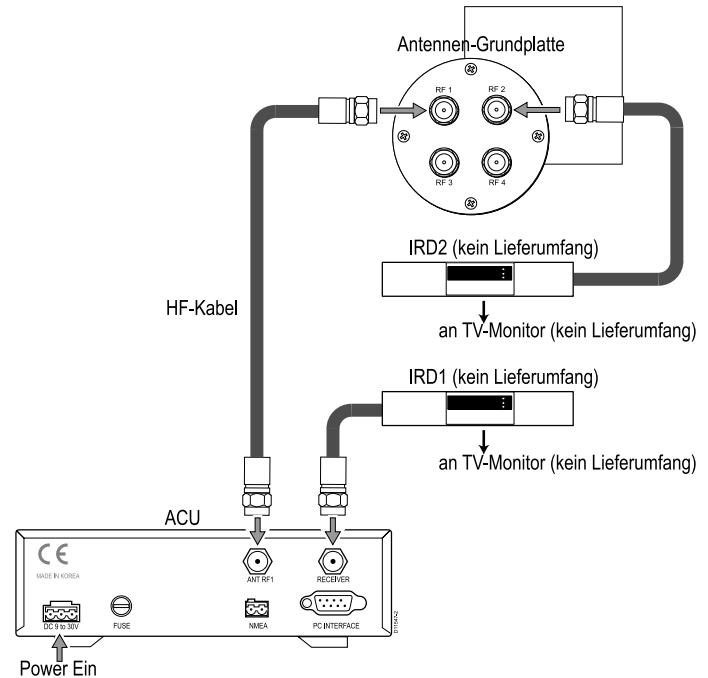 Antennen-Grundplatte
RF 1
RF 2
RF 3
RF 4
IRD2 (kein Lieferumfang)
an TV-Monitor (kein Lieferumfang)
HF-Kabel
IRD1 (kein Lieferumfang)
an TV-Monitor (kein Lieferumfang)
ACU
CE
MADE IN KOREA
ANT RF1
RECEIVER
DC 9 to 30V
FUSE
NMEA
PC INTERFACE
D11547-2
Power Ein